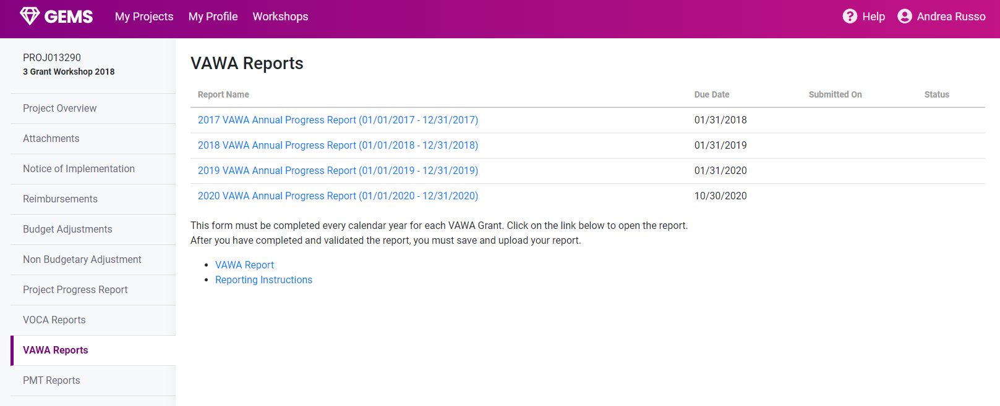 GEMS My Projects My Profile Workshops Help Andrea Russo
PROJ013290
3 Grant Workshop 2018
Project Overview
Attachments
Notice of Implementation
Reimbursements
Budget Adjustments
Non Budgetary Adjustment
Project Progress Report
VOCA Reports
VAWA Reports
PMT Reports
VAWA Reports
Report Name Due Date Submitted On Status
2017 VAWA Annual Progress Report (01/01/2017 - 12/31/2017) 01/31/2018
2018 VAWA Annual Progress Report (01/01/2018 - 12/31/2018) 01/31/2019
2019 VAWA Annual Progress Report (01/01/2019 - 12/31/2019) 01/31/2020
2020 VAWA Annual Progress Report (01/01/2020 - 12/31/2020) 10/30/2020
This form must be completed every calendar year for each VAWA Grant. Click on the link below to open the report.
After you have completed and validated the report, you must save and upload your report.
• VAWA Report
• Reporting Instructions